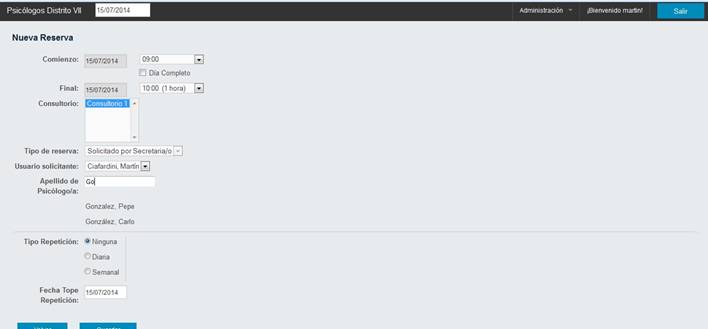 Psicólogos Distrito VII 15/07/2014 Administración ¡Bienvenido martin! Salir
Nueva Reserva
Comienzo: 15/07/2014 09:00
Día Completo
Final: 15/07/2014 10:00 (1 hora)
Consultorio: Consultorio 1
Tipo de reserva: Solicitado por Secretaria/o
Usuario solicitante: Ciafardini, Martín
Apellido de
Psicólogo/a: Go
Gonzalez, Pepe
González, Carlo
Tipo Repetición: Ninguna
Diaria
Semanal
Fecha Tope
Repetición: 15/07/2014